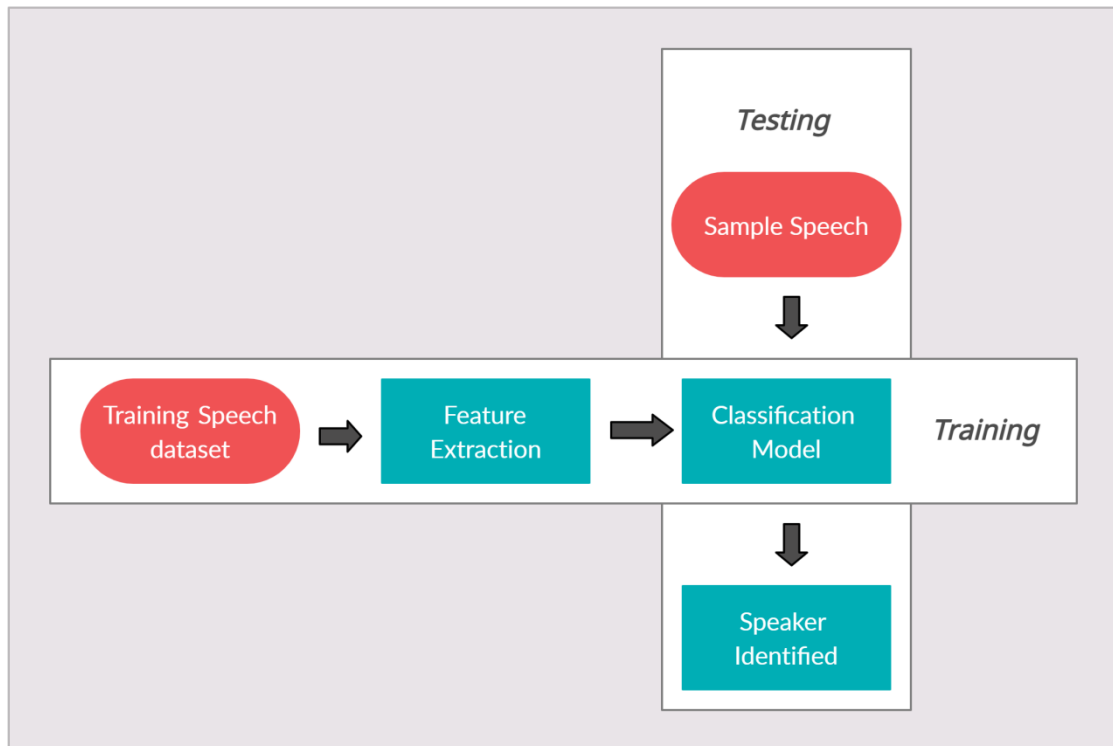 Testing
Sample Speech
Training Speech
dataset
Feature
Extraction
Classification
Model
Training
Speaker
Identified